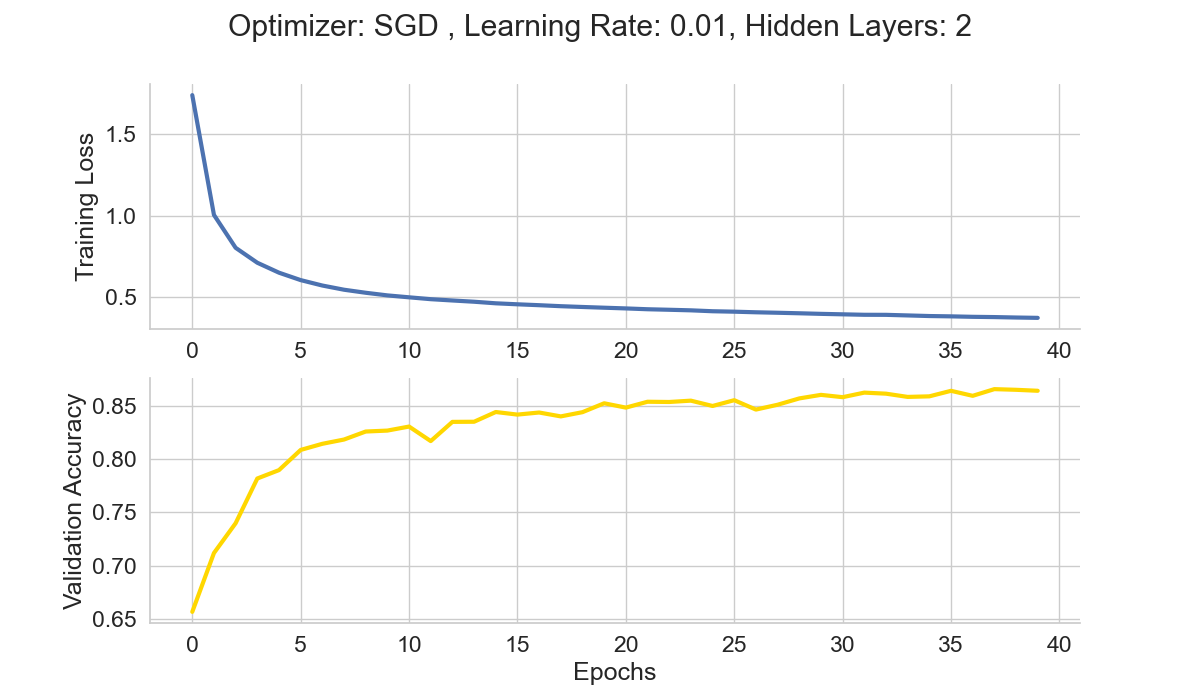 Optimizer: SGD , Learning Rate: 0.01, Hidden Layers: 2
Training Loss
1.5
1.0
0.5
0 5 10 15 20 25 30 35 40
Validation Accuracy
0.85
0.80
0.75
0.70
0.65
0 5 10 15 20 25 30 35 40
Epochs